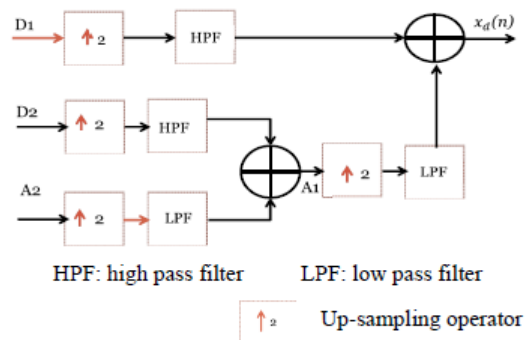 D1
↑ 2
HPF
x_d(n)
D2
↑ 2
HPF
A2
↑ 2
LPF
A1
↑ 2
LPF
HPF: high pass filter
LPF: low pass filter
↑ 2
Up-sampling operator